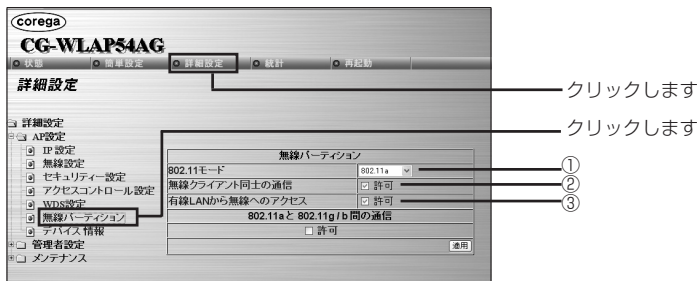 corega
CG-WLAP54AG
状態
簡単設定
詳細設定
統計
再起動
詳細設定
クリックします
詳細設定
クリックします
AP設定
IP 設定
無線設定
セキュリティー設定
アクセスコントロール設定
WDS設定
無線パーティション
デバイス 情報
管理者設定
メンテナンス
無線パーティション
802.11モード
802.11a
①
無線クライアント同士の通信
許可
②
有線LANから無線へのアクセス
許可
③
802.11aと 802.11g / b 間の通信
許可
適用